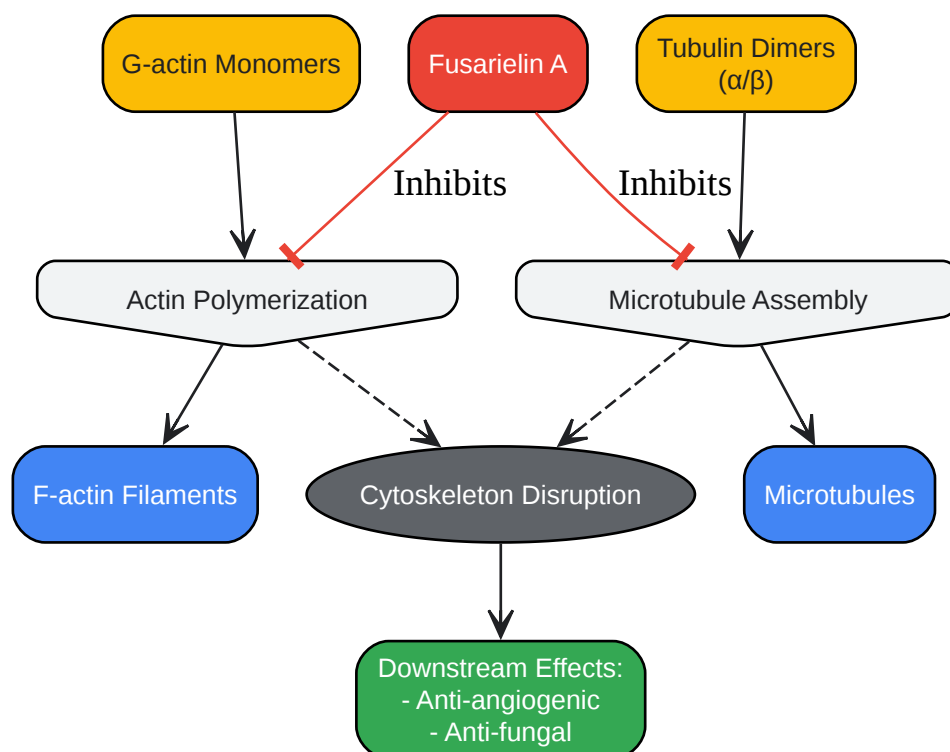 G-actin Monomers
Fusarielin A
Tubulin Dimers
(α/β)
Inhibits
Inhibits
Actin Polymerization
Microtubule Assembly
F-actin Filaments
Cytoskeleton Disruption
Microtubules
Downstream Effects:
- Anti-angiogenic
- Anti-fungal